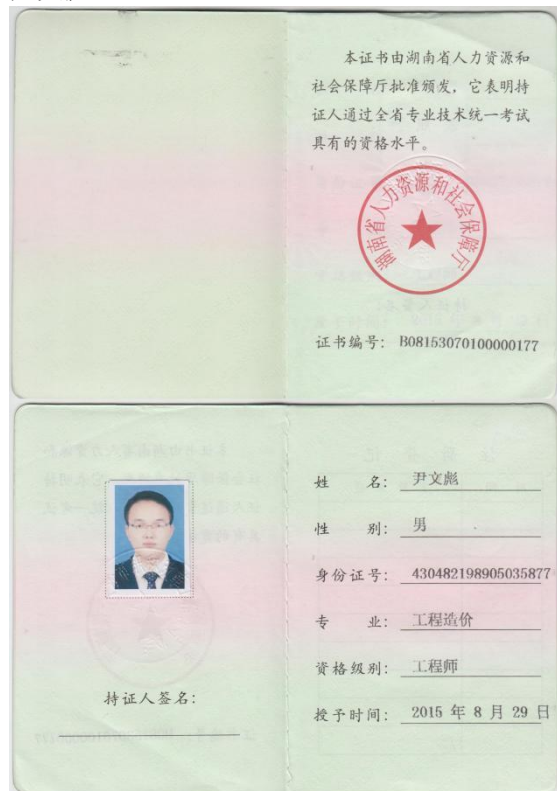 本证书由湖南省人力资源和
社会保障厅批准颁发，它表明持
证人通过全省专业技术统一考试
具有的资格水平。
湖南省人力资源和社会保障厅
证书编号: B08153070100000177
姓 名: 尹文彪
性 别: 男
身份证号: 430482198905035877
专 业: 工程造价
资格级别: 工程师
持证人签名:
授予时间: 2015 年 8 月 29 日